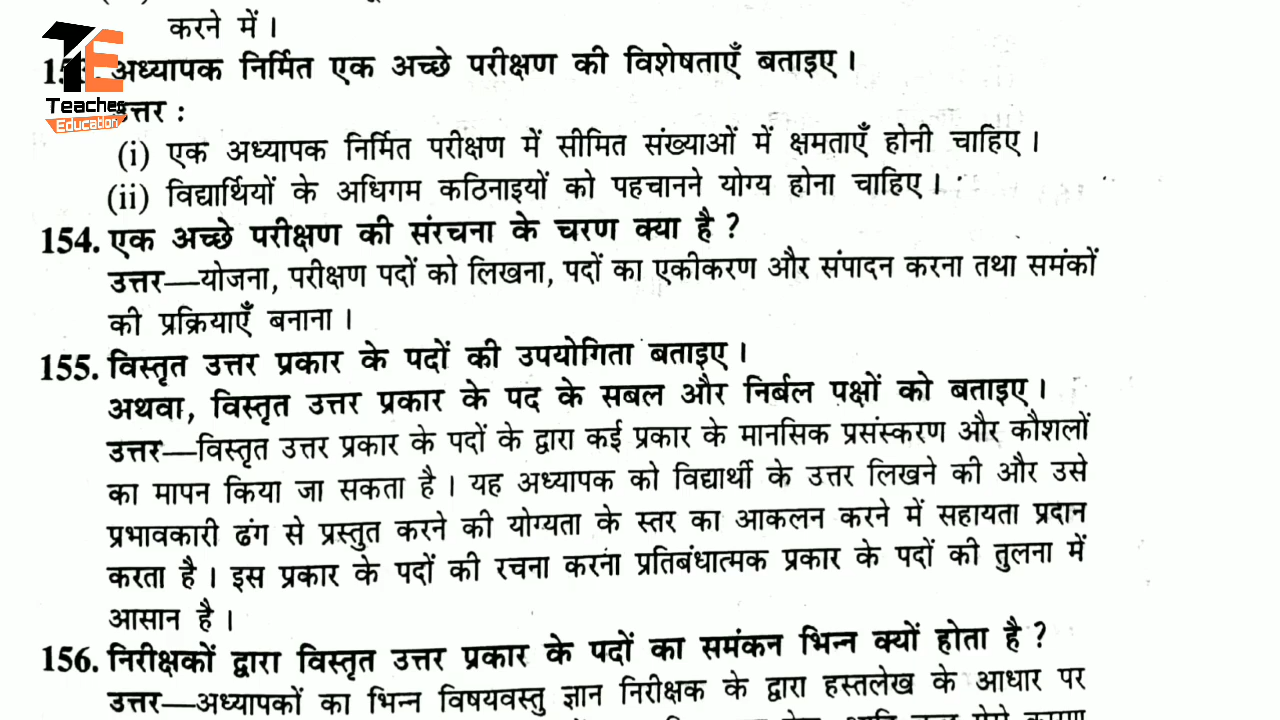 करने में ।
153. अध्यापक निर्मित एक अच्छे परीक्षण की विशेषताएँ बताइए ।
TE
Teaches
Education
उत्तर :
(i) एक अध्यापक निर्मित परीक्षण में सीमित संख्याओं में क्षमताएँ होनी चाहिए ।
(ii) विद्यार्थियों के अधिगम कठिनाइयों को पहचानने योग्य होना चाहिए ।
154. एक अच्छे परीक्षण की संरचना के चरण क्या है ?
उत्तर—योजना, परीक्षण पदों को लिखना, पदों का एकीकरण और संपादन करना तथा समंकों
की प्रक्रियाएँ बनाना ।
155. विस्तृत उत्तर प्रकार के पदों की उपयोगिता बताइए ।
अथवा, विस्तृत उत्तर प्रकार के पद के सबल और निर्बल पक्षों को बताइए ।
उत्तर—विस्तृत उत्तर प्रकार के पदों के द्वारा कई प्रकार के मानसिक प्रसंस्करण और कौशलों
का मापन किया जा सकता है । यह अध्यापक को विद्यार्थी के उत्तर लिखने की और उसे
प्रभावकारी ढंग से प्रस्तुत करने की योग्यता के स्तर का आकलन करने में सहायता प्रदान
करता है । इस प्रकार के पदों की रचना करना प्रतिबंधात्मक प्रकार के पदों की तुलना में
आसान है ।
156. निरीक्षकों द्वारा विस्तृत उत्तर प्रकार के पदों का समंकन भिन्न क्यों होता है ?
उत्तर—अध्यापकों का भिन्न विषयवस्तु ज्ञान निरीक्षक के द्वारा हस्तलेख के आधार पर